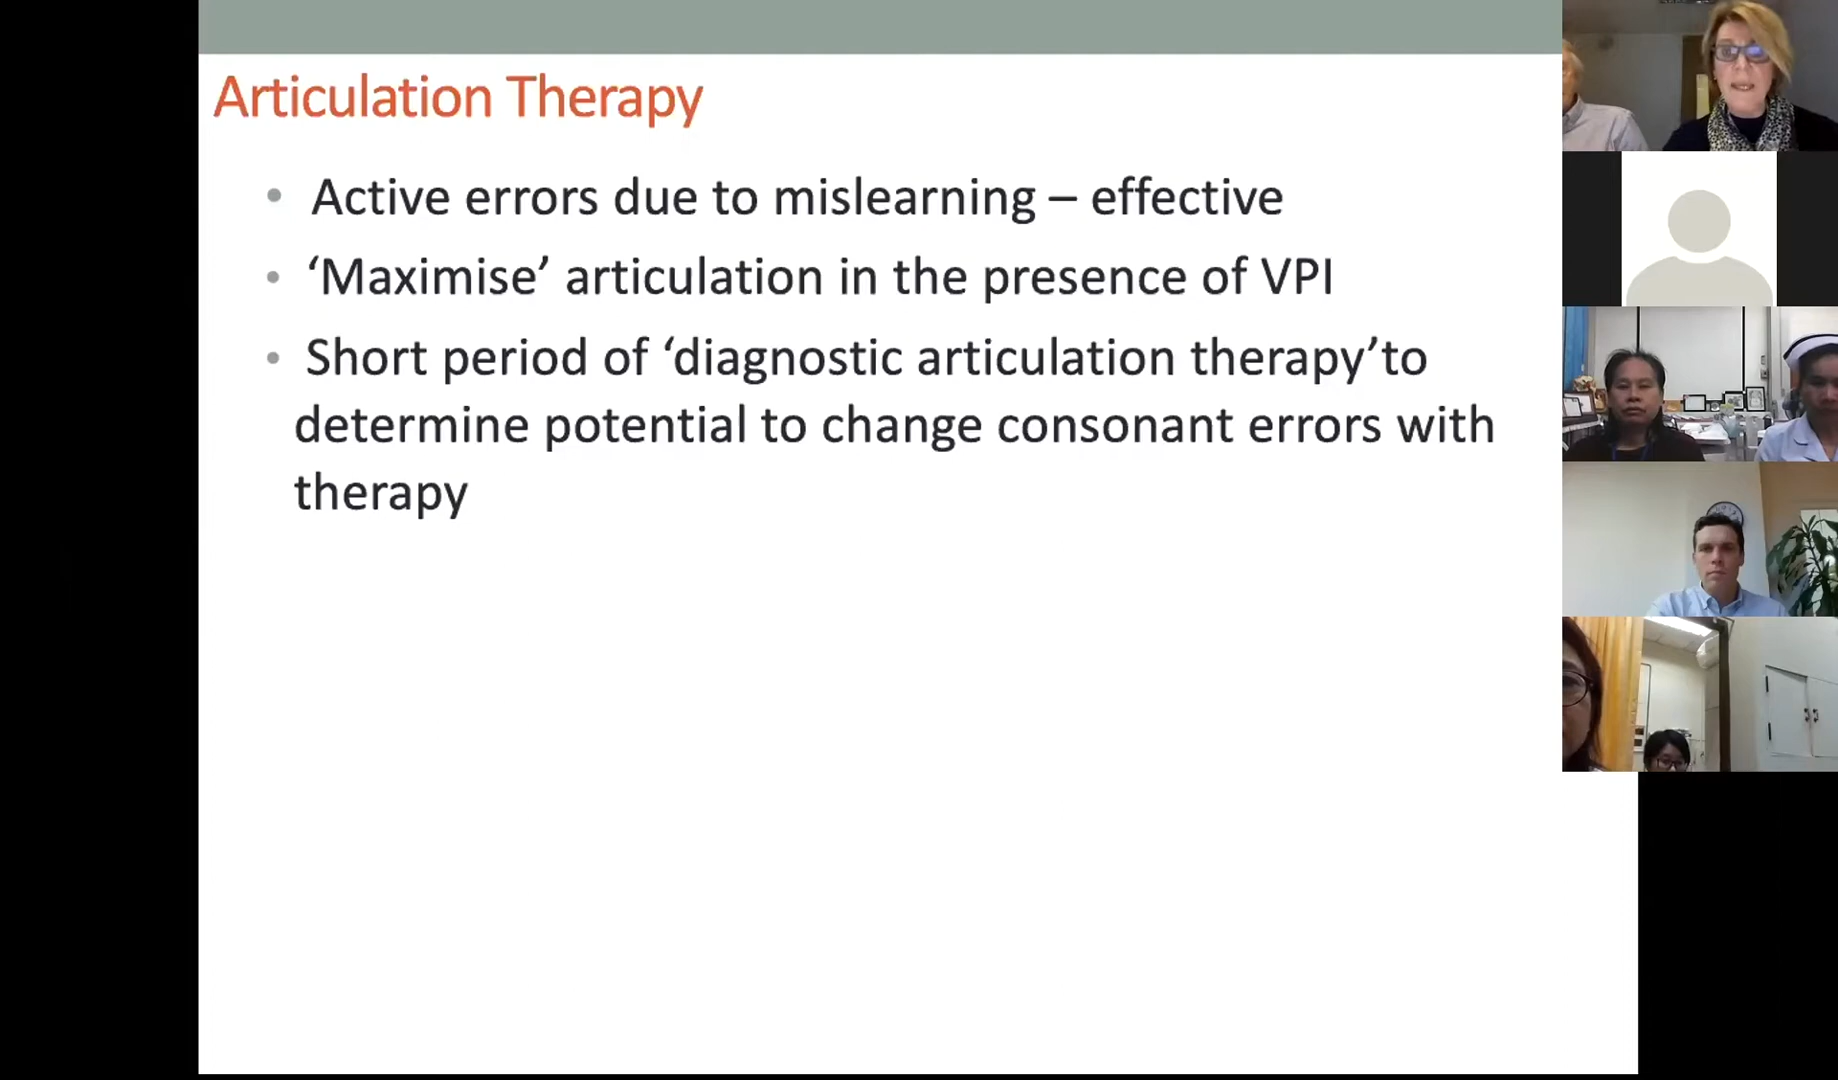 Articulation Therapy
• Active errors due to mislearning – effective
• ‘Maximise’ articulation in the presence of VPI
• Short period of ‘diagnostic articulation therapy’to
determine potential to change consonant errors with
therapy